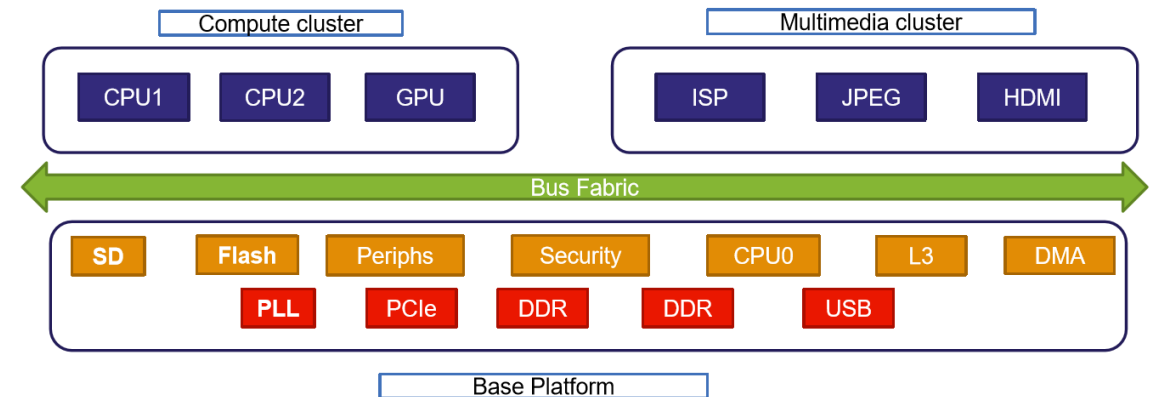 Compute cluster
Multimedia cluster
CPU1 CPU2 GPU
ISP JPEG HDMI
Bus Fabric
SD Flash Periphs Security CPU0 L3 DMA
PLL PCIe DDR DDR USB
Base Platform